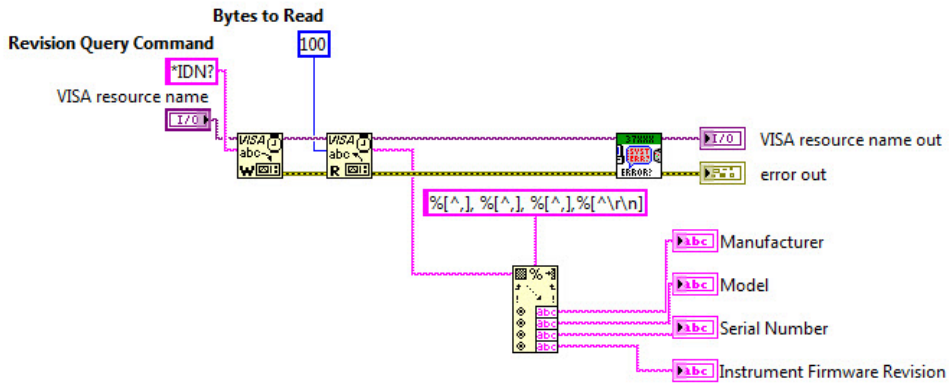 Bytes to Read
100
Revision Query Command
*IDN?
VISA resource name
I/O
VISA
abc
W
VISA
abc
R
37XXX
SYST
ERR?
ERROR?
I/O
VISA resource name out
error out
%[^,], %[^,], %[^,],%[^\r\n]
%
abc
abc
abc
abc
abc
Manufacturer
abc
Model
abc
Serial Number
abc
Instrument Firmware Revision